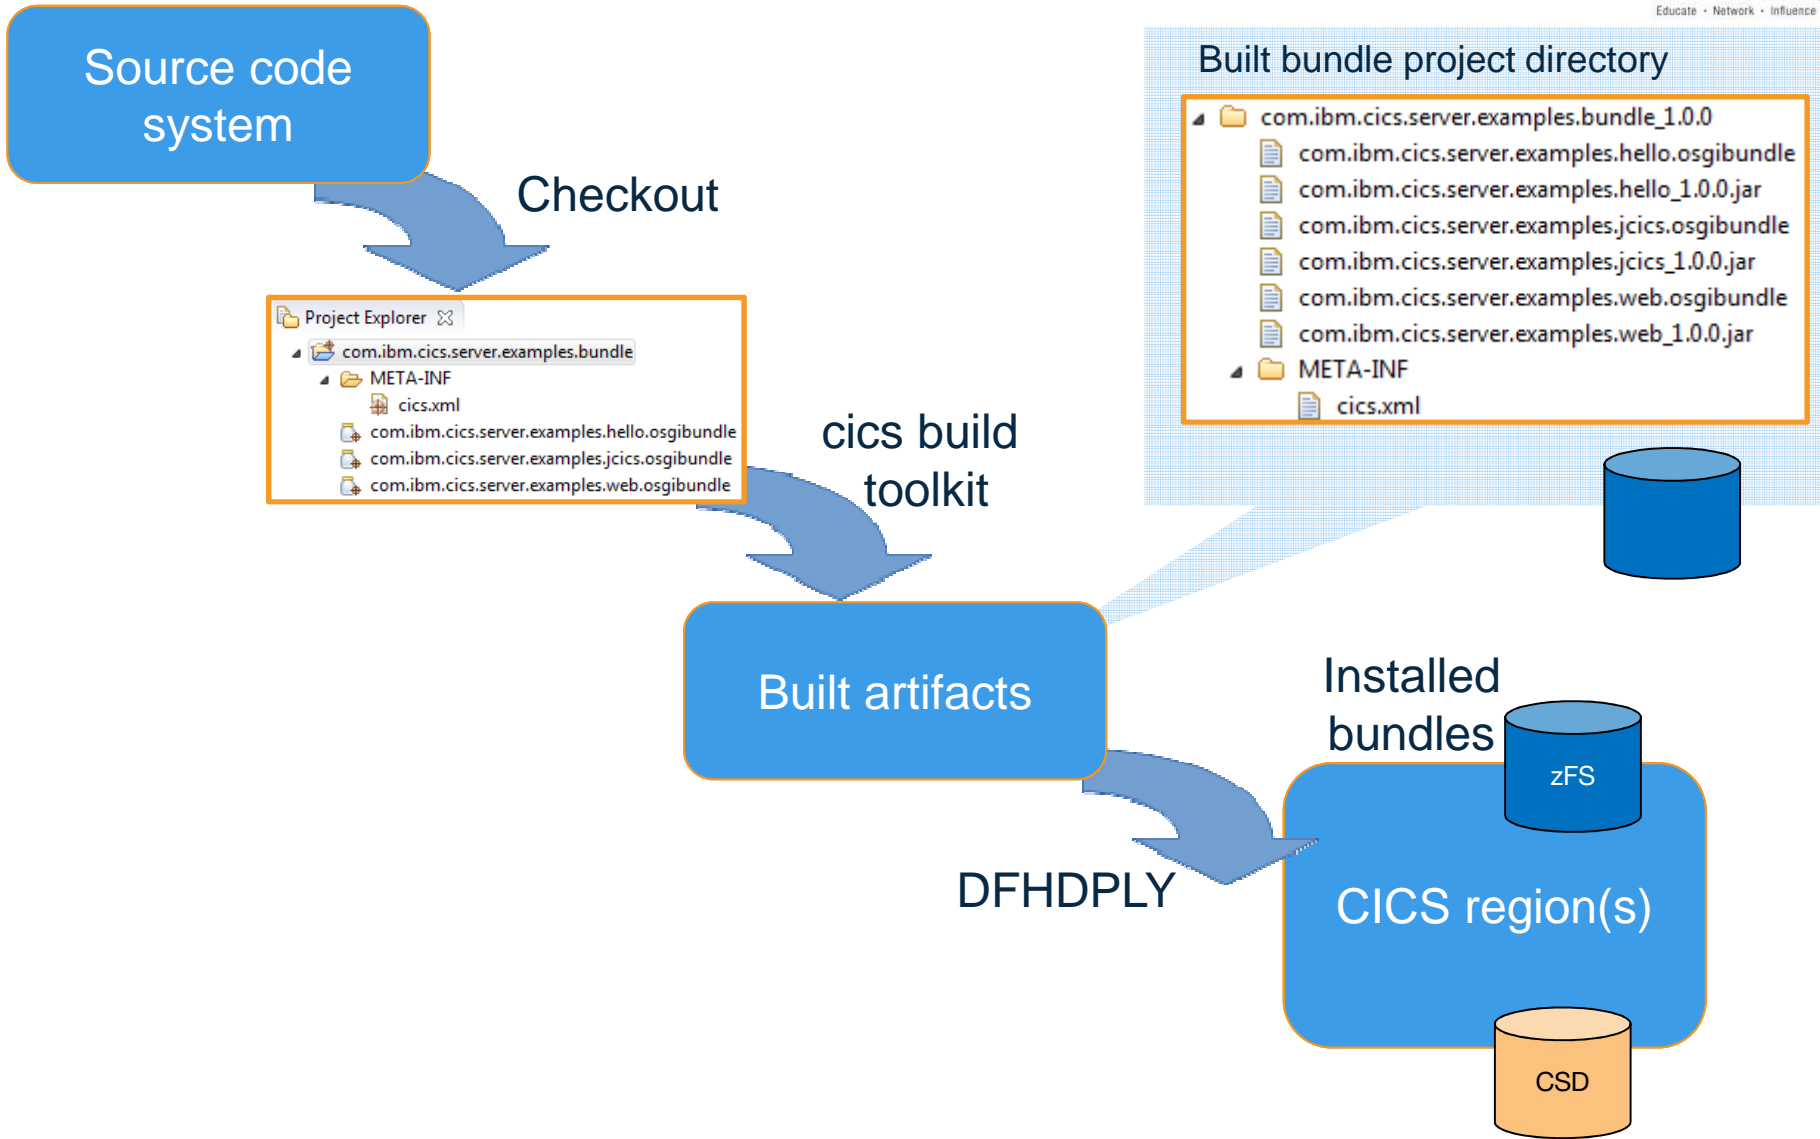 Educate · Network · Influence
Source code
system
Built bundle project directory
com.ibm.cics.server.examples.bundle_1.0.0
com.ibm.cics.server.examples.hello.osgibundle
com.ibm.cics.server.examples.hello_1.0.0.jar
com.ibm.cics.server.examples.jcics.osgibundle
com.ibm.cics.server.examples.jcics_1.0.0.jar
com.ibm.cics.server.examples.web.osgibundle
com.ibm.cics.server.examples.web_1.0.0.jar
META-INF
cics.xml
Checkout
Project Explorer
com.ibm.cics.server.examples.bundle
META-INF
cics.xml
com.ibm.cics.server.examples.hello.osgibundle
com.ibm.cics.server.examples.jcics.osgibundle
com.ibm.cics.server.examples.web.osgibundle
cics build
toolkit
Built artifacts
Installed
bundles
zFS
DFHDPLY
CICS region(s)
CSD